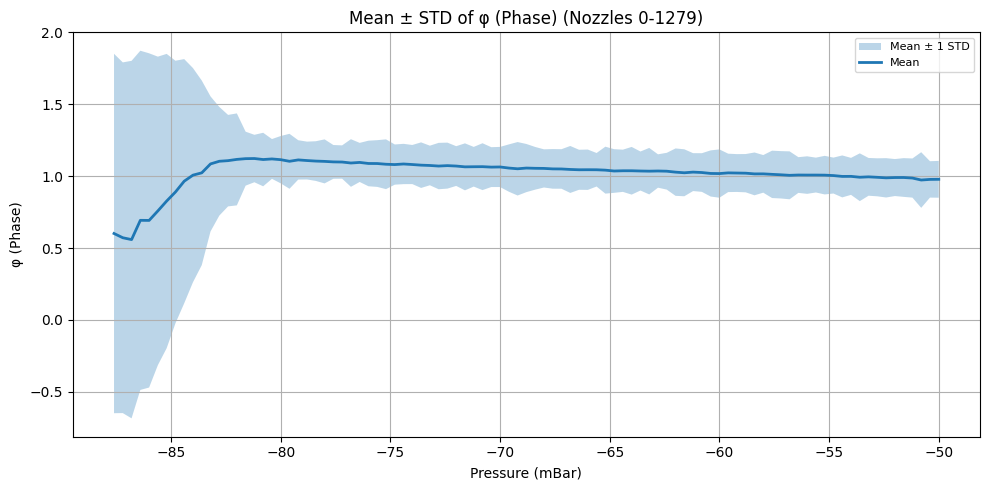 Mean ± STD of φ (Phase) (Nozzles 0-1279)
Mean ± 1 STD
Mean
φ (Phase)
2.0
1.5
1.0
0.5
0.0
−0.5
−85
−80
−75
−70
−65
−60
−55
−50
Pressure (mBar)